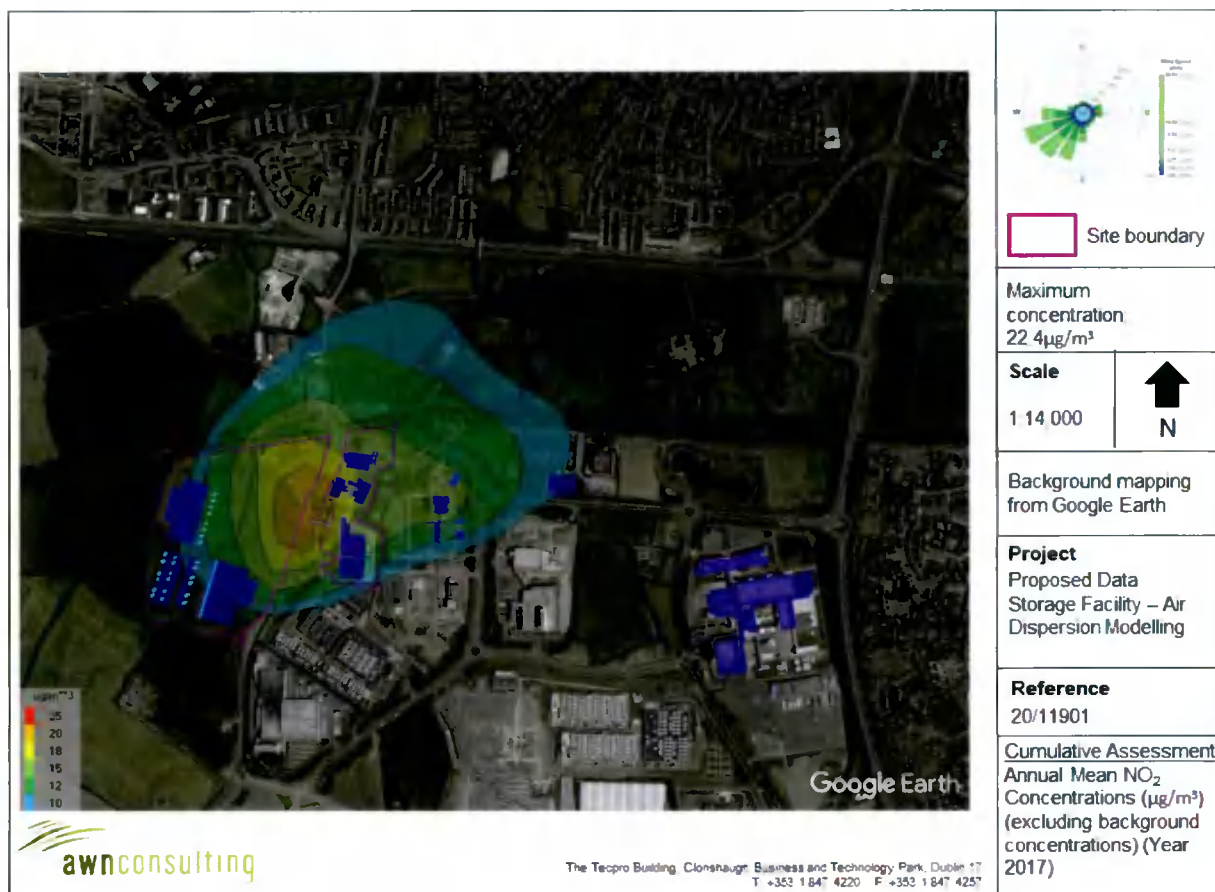 Site boundary
Maximum
concentration
22.4µg/m³
Scale
1:14,000
N
Background mapping
from Google Earth
Project
Proposed Data
Storage Facility – Air
Dispersion Modelling
Reference
20/11901
Cumulative Assessment
Annual Mean NO₂
Concentrations (µg/m³)
(excluding background
concentrations) (Year
2017)
25
20
18
15
12
10
Google Earth
awnconsulting
The Tecpro Building, Clonshaugh Business and Technology Park, Dublin 17
T: +353 1 847 4220 F: +353 1 847 4257